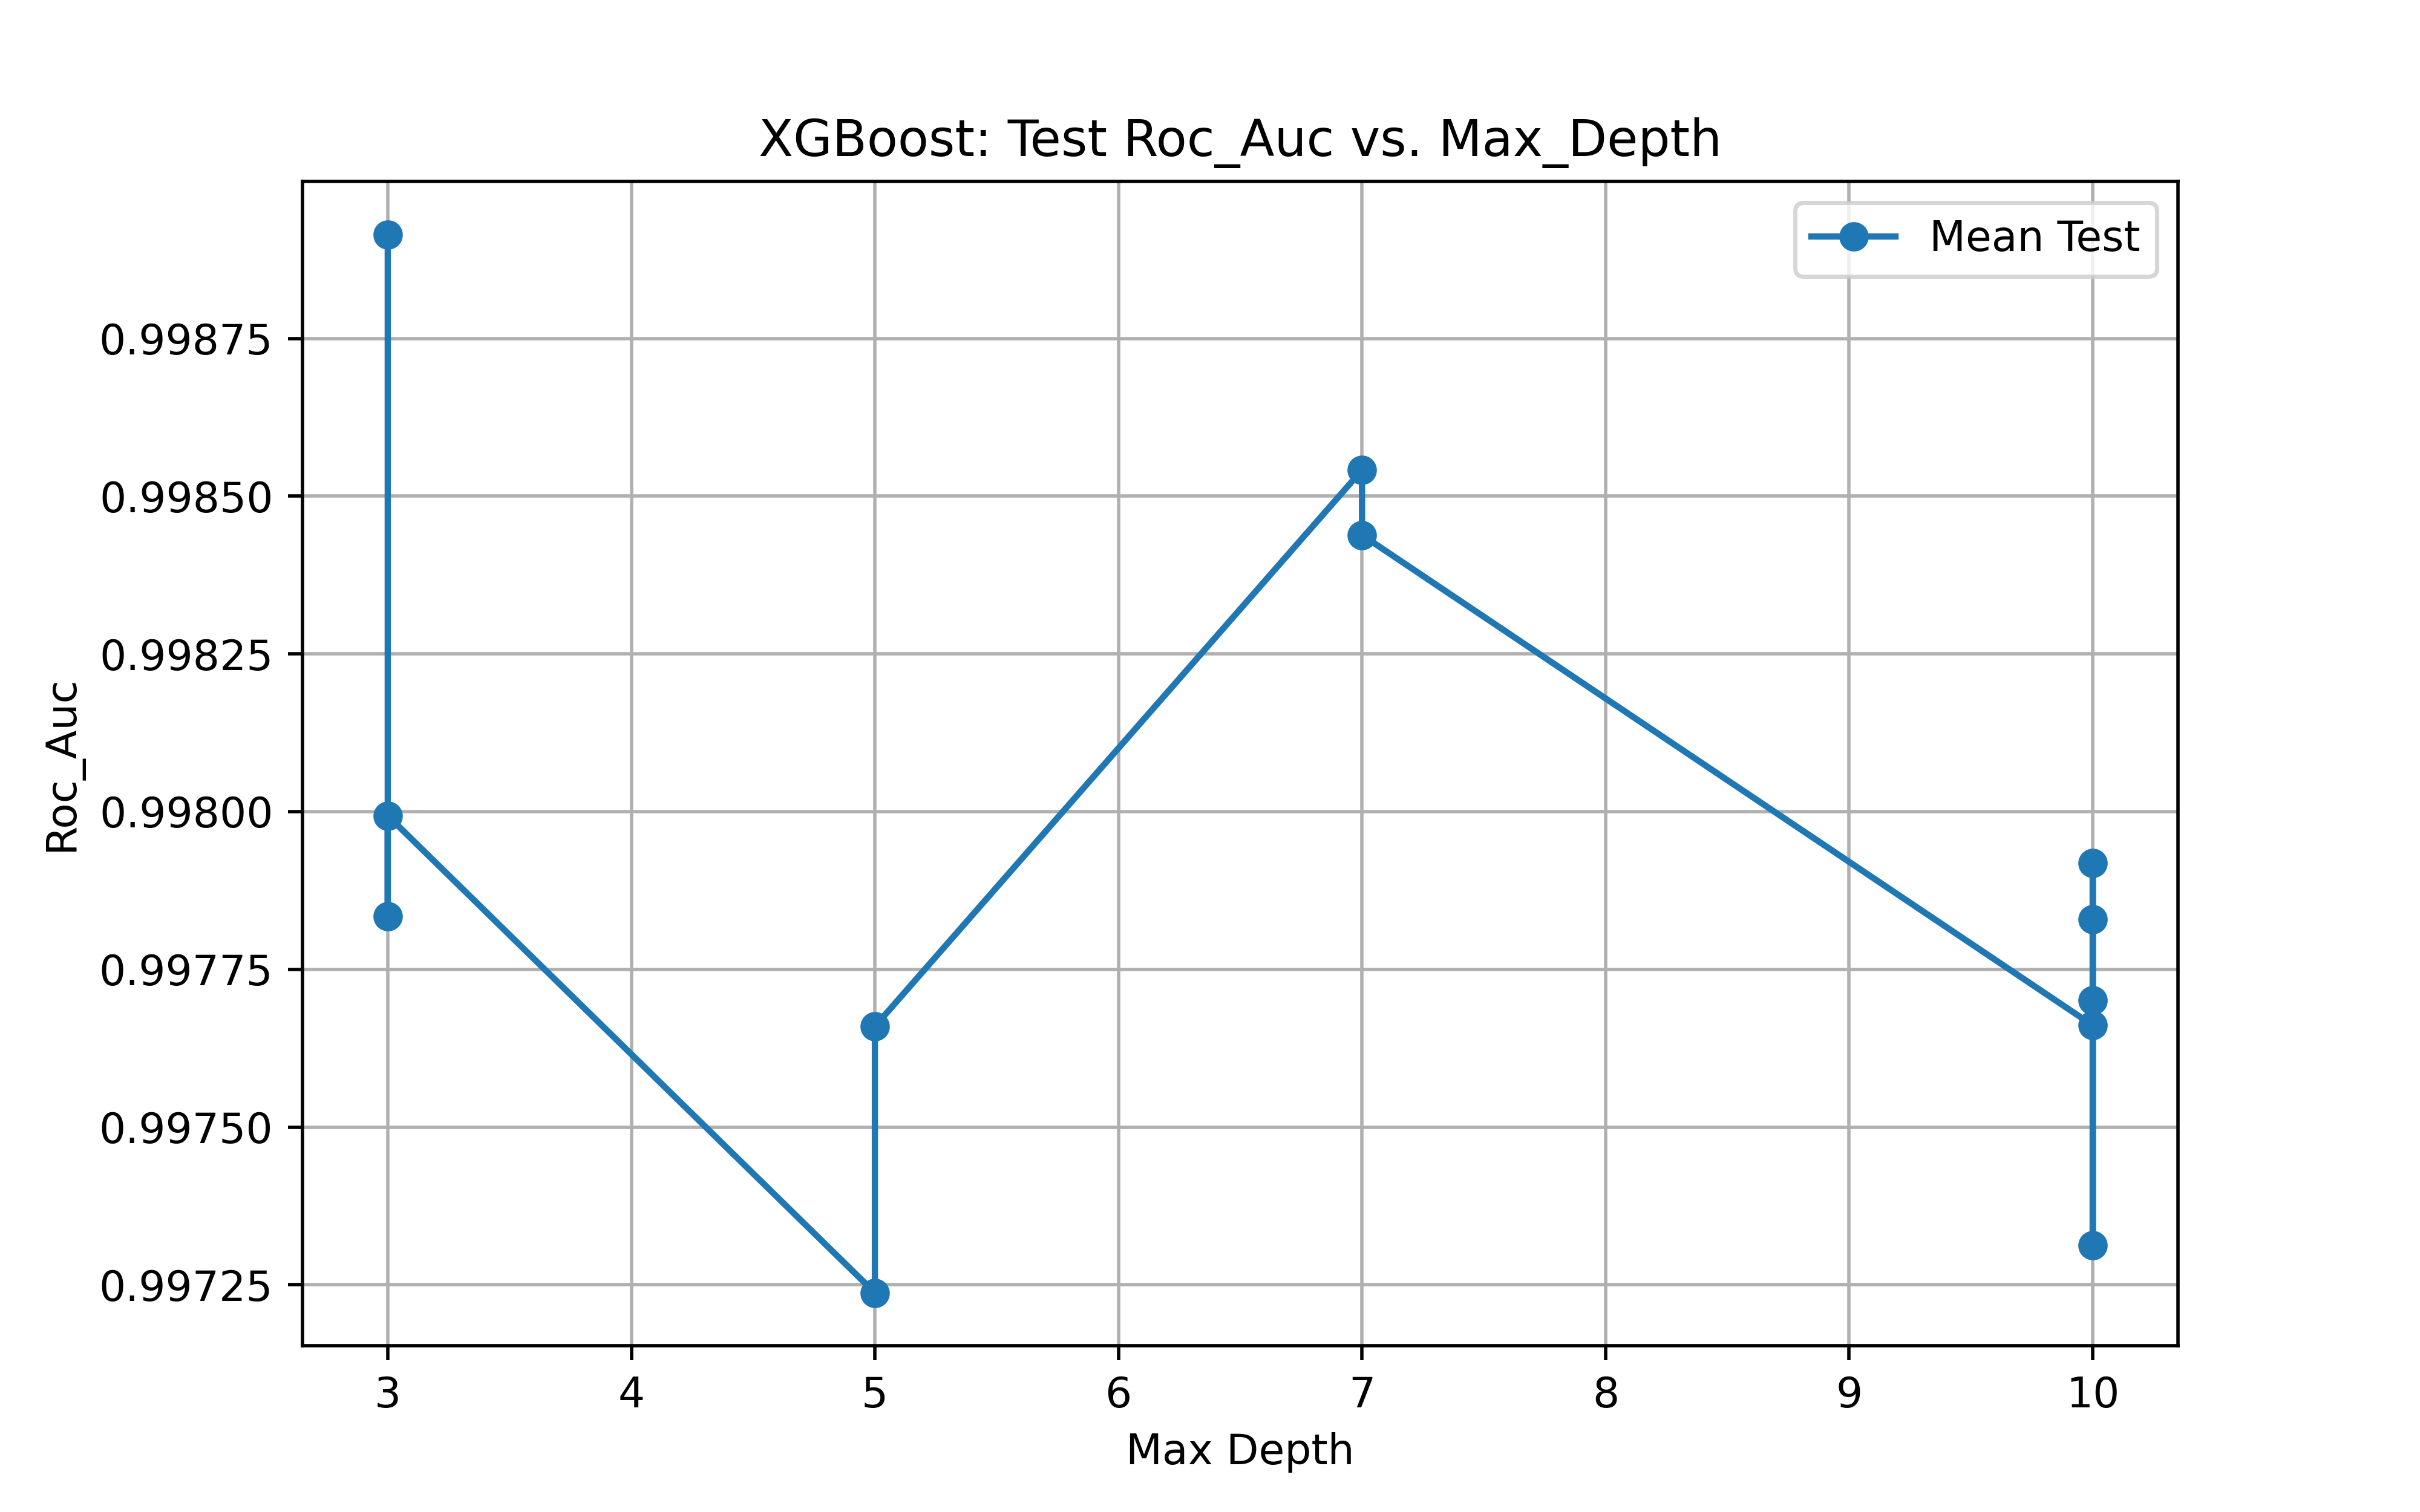 XGBoost: Test Roc_Auc vs. Max_Depth
Mean Test
0.99875
0.99850
0.99825
0.99800
0.99775
0.99750
0.99725
Roc_Auc
3 4 5 6 7 8 9 10
Max Depth